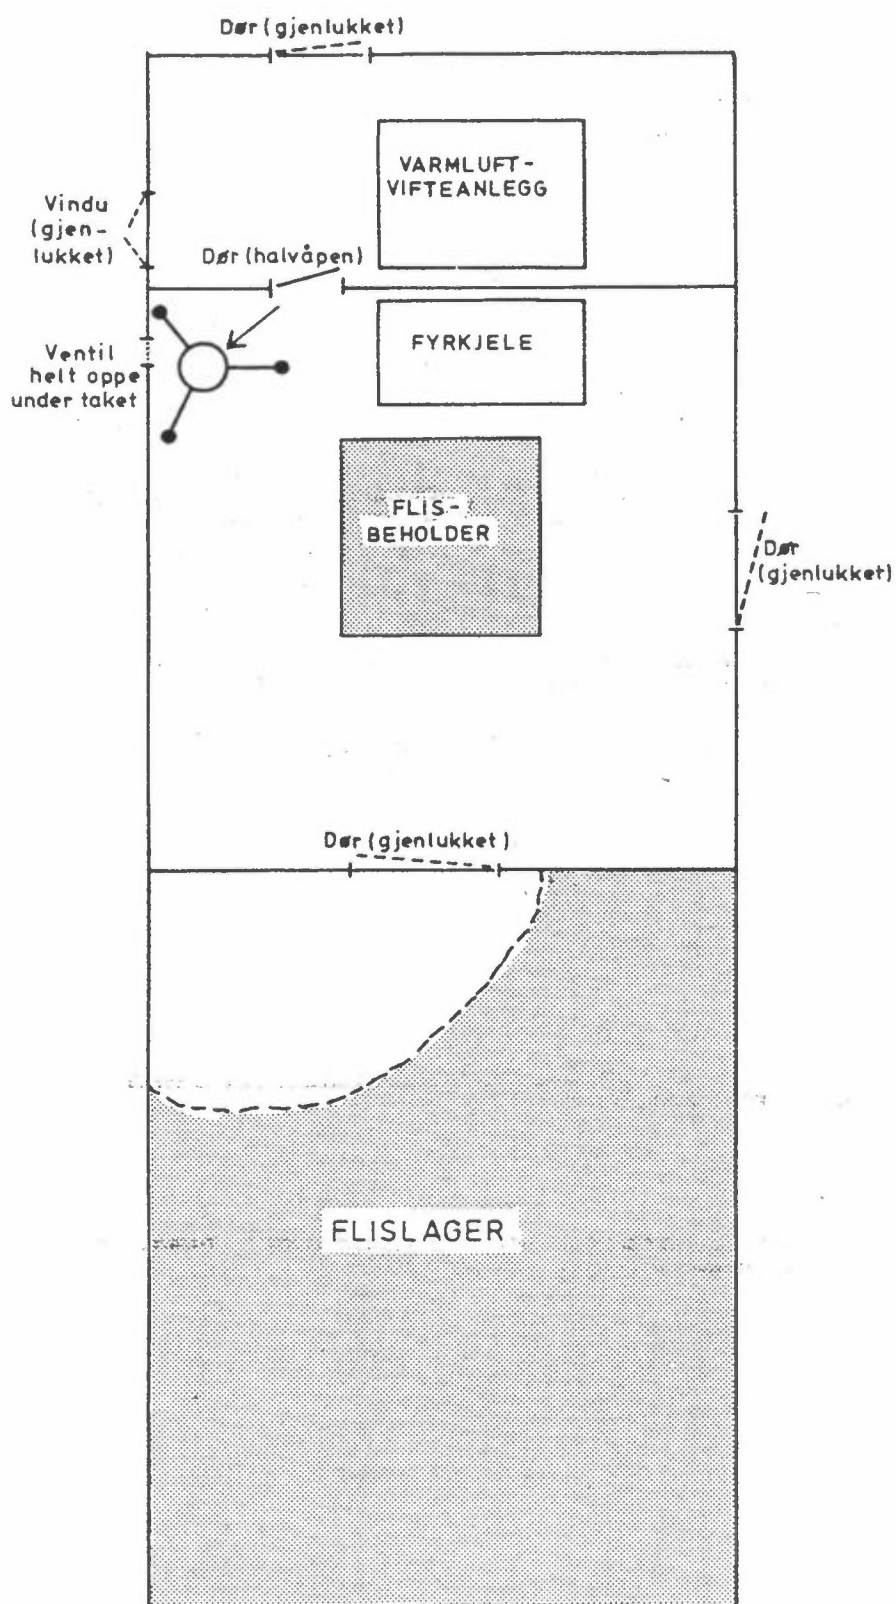 Dør (gjenlukket)
VARMLUFT-
VIFTEANLEGG
Vindu
(gjen-
lukket)
Dør (halvåpen)
FYRKJELE
Ventil
helt oppe
under taket
FLIS-
BEHOLDER
Dør
(gjenlukket)
Dør (gjenlukket)
FLISLAGER